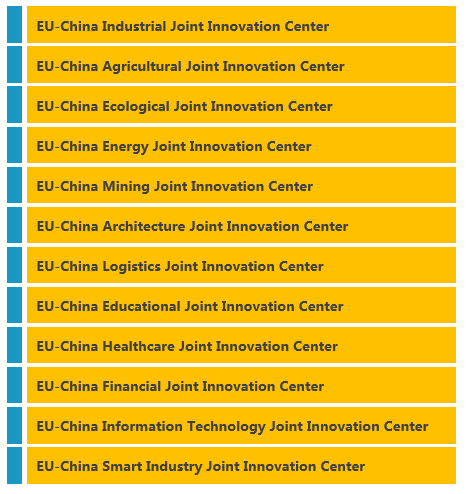 EU-China Industrial Joint Innovation Center
EU-China Agricultural Joint Innovation Center
EU-China Ecological Joint Innovation Center
EU-China Energy Joint Innovation Center
EU-China Mining Joint Innovation Center
EU-China Architecture Joint Innovation Center
EU-China Logistics Joint Innovation Center
EU-China Educational Joint Innovation Center
EU-China Healthcare Joint Innovation Center
EU-China Financial Joint Innovation Center
EU-China Information Technology Joint Innovation Center
EU-China Smart Industry Joint Innovation Center